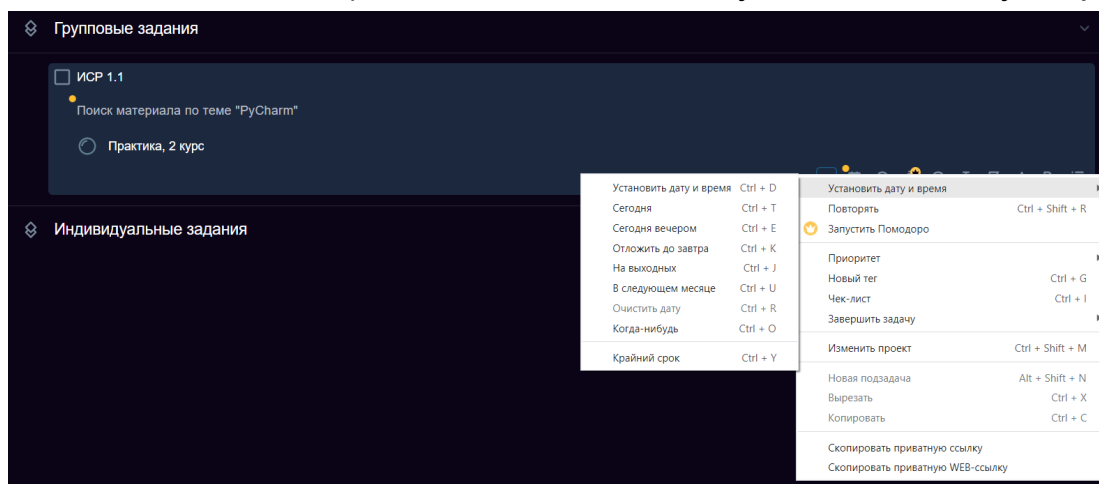 Групповые задания
ИСР 1.1
Поиск материала по теме "PyCharm"
Практика, 2 курс
Индивидуальные задания
Установить дату и время Ctrl + D
Сегодня Ctrl + T
Сегодня вечером Ctrl + E
Отложить до завтра Ctrl + K
На выходных Ctrl + J
В следующем месяце Ctrl + U
Очистить дату Ctrl + R
Когда-нибудь Ctrl + O
Крайний срок Ctrl + Y
Установить дату и время
Повторять Ctrl + Shift + R
Запустить Помодоро
Приоритет
Новый тег Ctrl + G
Чек-лист Ctrl + I
Завершить задачу
Изменить проект Ctrl + Shift + M
Новая подзадача Alt + Shift + N
Вырезать Ctrl + X
Копировать Ctrl + C
Скопировать приватную ссылку
Скопировать приватную WEB-ссылку